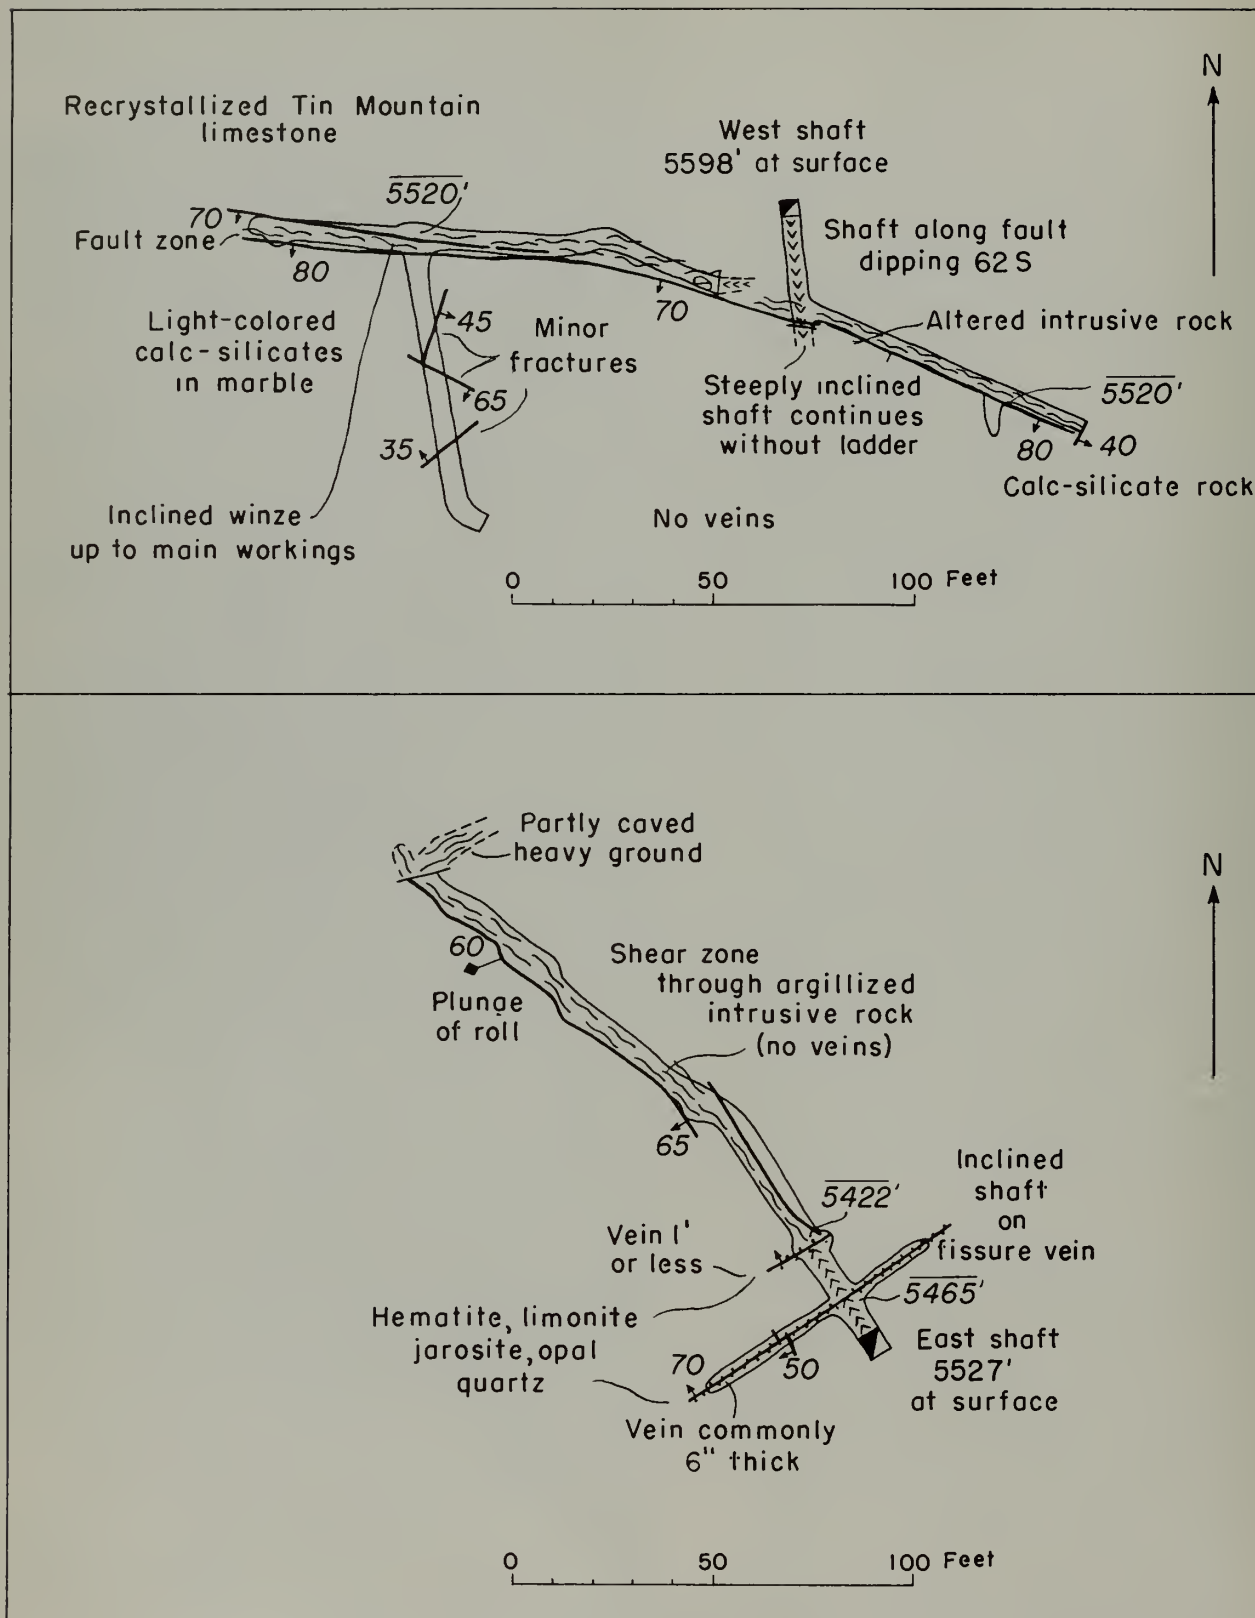 N
Recrystallized Tin Mountain
limestone
West shaft
5598' at surface
5520'
70
Fault zone
80
Shaft along fault
dipping 62 S
70
Light-colored
calc-silicates
in marble
45
Minor
fractures
Altered intrusive rock
65
35
Steeply inclined
shaft continues
without ladder
5520'
80
40
Calc-silicate rock
Inclined winze
up to main workings
No veins
0 50 100 Feet
Partly caved
heavy ground
N
60
Plunge
of roll
Shear zone
through argillized
intrusive rock
(no veins)
65
Inclined
shaft
on
fissure vein
5422'
Vein 1'
or less
5465'
Hematite, limonite
jarosite, opal
quartz
East shaft
5527'
at surface
70
50
Vein commonly
6" thick
0 50 100 Feet